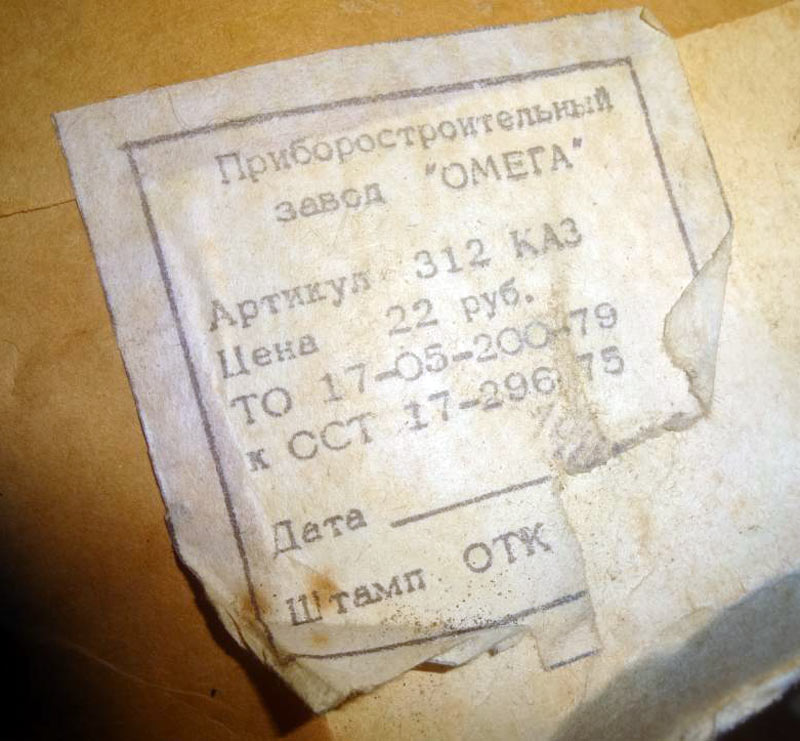 Приборостроительный
завод "ОМЕГА"
Артикул 312 КАЗ
Цена 22 руб.
ТО 17-05-200-79
к ССТ 17-296 75
Дата
Штамп ОТК